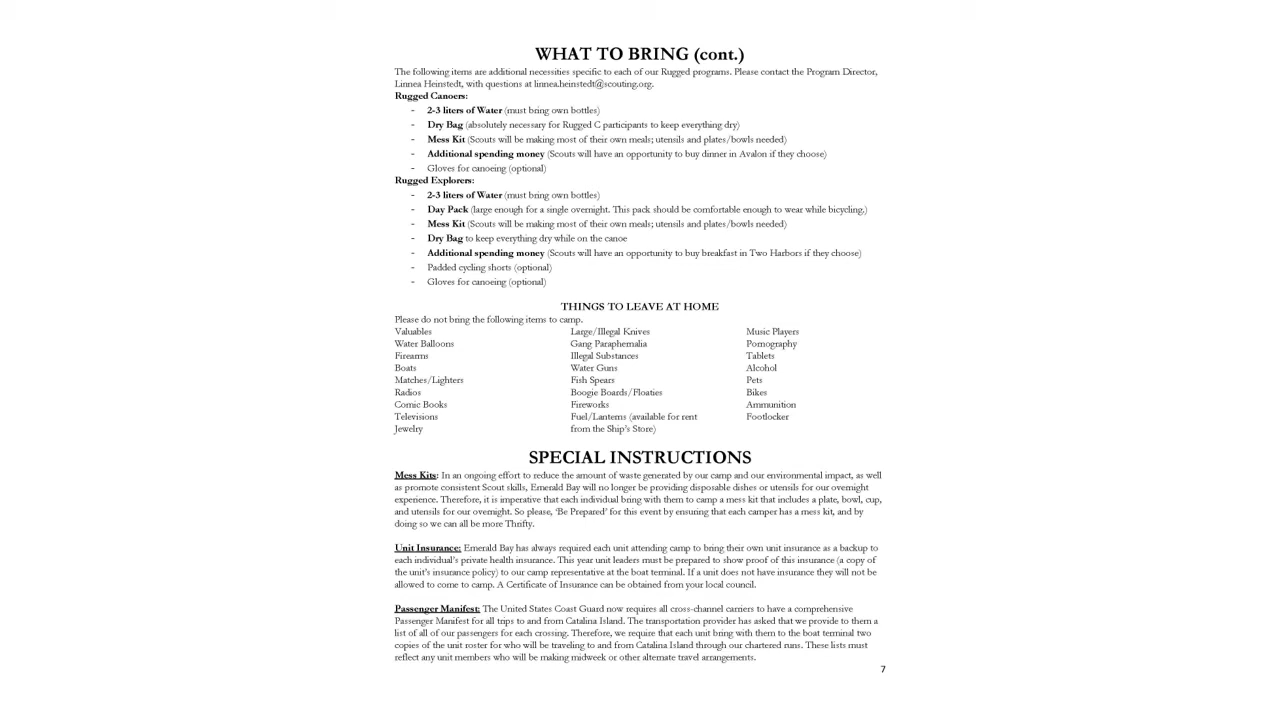 WHAT TO BRING (cont.)
The following items are additional necessities specific to each of our Rugged programs. Please contact the Program Director,
Linnea Heinstedt, with questions at linnea.heinstedt@scouting.org.
Rugged Canoers:
- 2-3 liters of Water (must bring own bottles)
- Dry Bag (absolutely necessary for Rugged C participants to keep everything dry)
- Mess Kit (Scouts will be making most of their own meals; utensils and plates/bowls needed)
- Additional spending money (Scouts will have an opportunity to buy dinner in Avalon if they choose)
- Gloves for canoeing (optional)
Rugged Explorers:
- 2-3 liters of Water (must bring own bottles)
- Day Pack (large enough for a single overnight. This pack should be comfortable enough to wear while bicycling.)
- Mess Kit (Scouts will be making most of their own meals; utensils and plates/bowls needed)
- Dry Bag to keep everything dry while on the canoe
- Additional spending money (Scouts will have an opportunity to buy breakfast in Two Harbors if they choose)
- Padded cycling shorts (optional)
- Gloves for canoeing (optional)
THINGS TO LEAVE AT HOME
Please do not bring the following items to camp.
Valuables
Water Balloons
Firearms
Boats
Matches/Lighters
Radios
Comic Books
Televisions
Jewelry
Large/Illegal Knives
Gang Paraphernalia
Illegal Substances
Water Guns
Fish Spears
Boogie Boards/Floaties
Fireworks
Fuel/Lanterns (available for rent
from the Ship's Store)
Music Players
Pornography
Tablets
Alcohol
Pets
Bikes
Ammunition
Footlocker
SPECIAL INSTRUCTIONS
Mess Kits: In an ongoing effort to reduce the amount of waste generated by our camp and our environmental impact, as well
as promote consistent Scout skills, Emerald Bay will no longer be providing disposable dishes or utensils for our overnight
experience. Therefore, it is imperative that each individual bring with them to camp a mess kit that includes a plate, bowl, cup,
and utensils for our overnight. So please, 'Be Prepared' for this event by ensuring that each camper has a mess kit, and by
doing so we can all be more Thrifty.
Unit Insurance: Emerald Bay has always required each unit attending camp to bring their own unit insurance as a backup to
each individual's private health insurance. This year unit leaders must be prepared to show proof of this insurance (a copy of
the unit's insurance policy) to our camp representative at the boat terminal. If a unit does not have insurance they will not be
allowed to come to camp. A Certificate of Insurance can be obtained from your local council.
Passenger Manifest: The United States Coast Guard now requires all cross-channel carriers to have a comprehensive
Passenger Manifest for all trips to and from Catalina Island. The transportation provider has asked that we provide to them a
list of all of our passengers for each crossing. Therefore, we require that each unit bring with them to the boat terminal two
copies of the unit roster for who will be traveling to and from Catalina Island through our chartered runs. These lists must
reflect any unit members who will be making midweek or other alternate travel arrangements.
7